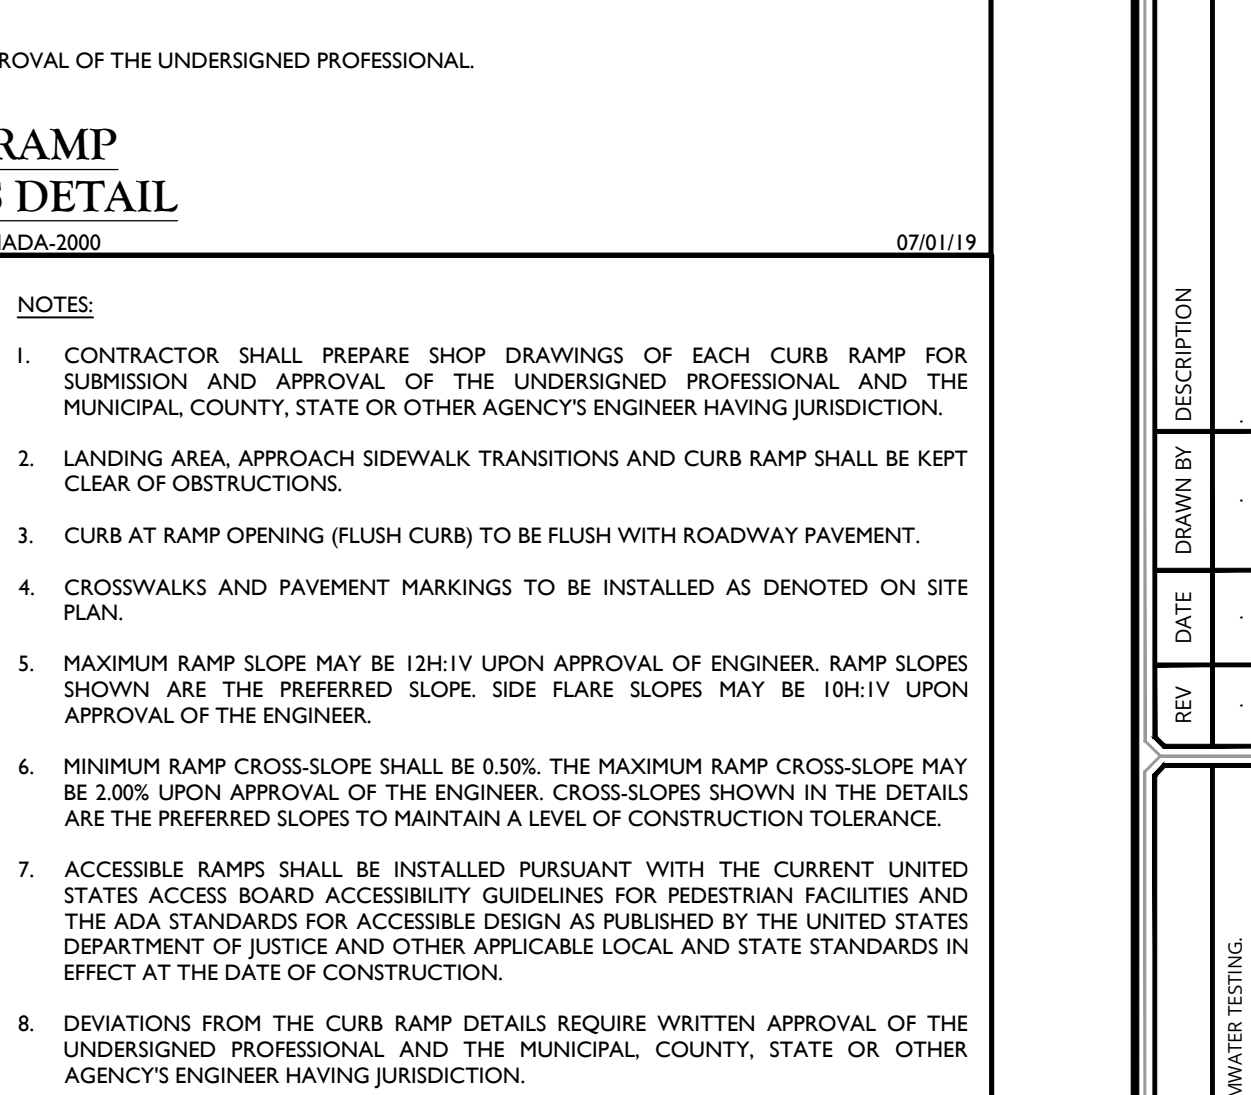 OF THE UNDERSIGNED PROFESSIONAL.
RAMP
DETAIL
07/01/19
NOTES:
1. CONTRACTOR SHALL PREPARE SHOP DRAWINGS OF EACH CURB RAMP FOR
SUBMISSION AND APPROVAL OF THE UNDERSIGNED PROFESSIONAL AND THE
MUNICIPAL, COUNTY, STATE OR OTHER AGENCY'S ENGINEER HAVING JURISDICTION.
2. LANDING AREA, APPROACH SIDEWALK TRANSITIONS AND CURB RAMP SHALL BE KEPT
CLEAR OF OBSTRUCTIONS.
3. CURB AT RAMP OPENING (FLUSH CURB) TO BE FLUSH WITH ROADWAY PAVEMENT.
4. CROSSWALKS AND PAVEMENT MARKINGS TO BE INSTALLED AS DENOTED ON SITE
PLAN.
5. MAXIMUM RAMP SLOPE MAY BE 12H:1V UPON APPROVAL OF ENGINEER. RAMP SLOPES
SHOWN ARE THE PREFERRED SLOPE. SIDE FLARE SLOPES MAY BE 10H:1V UPON
APPROVAL OF THE ENGINEER.
6. MINIMUM RAMP CROSS-SLOPE SHALL BE 0.50%. THE MAXIMUM RAMP CROSS-SLOPE MAY
BE 2.00% UPON APPROVAL OF THE ENGINEER. CROSS-SLOPES SHOWN IN THE DETAILS
ARE THE PREFERRED SLOPES TO MAINTAIN A LEVEL OF CONSTRUCTION TOLERANCE.
7. ACCESSIBLE RAMPS SHALL BE INSTALLED PURSUANT WITH THE CURRENT UNITED
STATES ACCESS BOARD ACCESSIBILITY GUIDELINES FOR PEDESTRIAN FACILITIES AND
THE ADA STANDARDS FOR ACCESSIBLE DESIGN AS PUBLISHED BY THE UNITED STATES
DEPARTMENT OF JUSTICE AND OTHER APPLICABLE LOCAL AND STATE STANDARDS IN
EFFECT AT THE DATE OF CONSTRUCTION.
8. DEVIATIONS FROM THE CURB RAMP DETAILS REQUIRE WRITTEN APPROVAL OF THE
UNDERSIGNED PROFESSIONAL AND THE MUNICIPAL, COUNTY, STATE OR OTHER
AGENCY'S ENGINEER HAVING JURISDICTION.
DESCRIPTION
DRAWN BY
DATE
REV
TESTING.